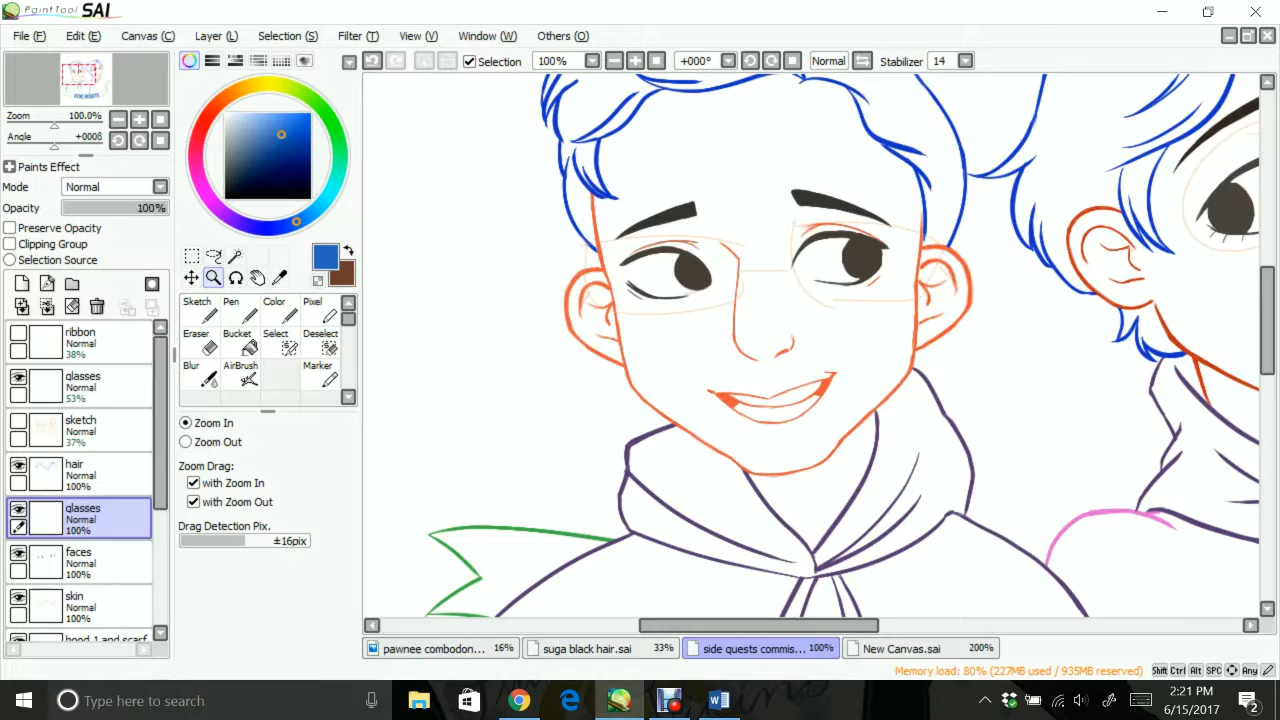 PaintTool SAI
File (F) Edit (E) Canvas (C) Layer (L) Selection (S) Filter (T) View (V) Window (W) Others (O)
Selection 100% +000° Normal Stabilizer 14
Zoom 100.0%
Angle +000δ
Paints Effect
Mode Normal
Opacity 100%
Preserve Opacity
Clipping Group
Selection Source
ribbon
Normal
38%
glasses
Normal
53%
sketch
Normal
37%
hair
Normal
100%
glasses
Normal
100%
faces
Normal
100%
skin
Normal
100%
hood 1 and scarf
Sketch Pen Color Pixel
Eraser Bucket Select Deselect
Blur AirBrush Marker
Zoom In
Zoom Out
Zoom Drag:
with Zoom In
with Zoom Out
Drag Detection Pix.
±16pix
pawnee combodon... 16% suga black hair.sai 33% side quests commis... 100% New Canvas.sai 200%
Memory load: 80% (227MB used / 935MB reserved) Shift Ctrl Alt SPC Any
Type here to search
2:21 PM
6/15/2017
2